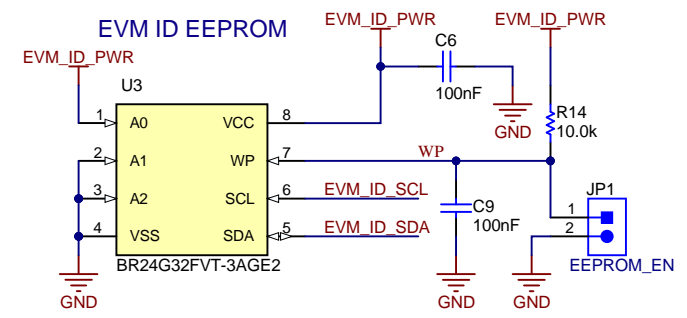 EVM ID EEPROM
EVM_ID_PWR
EVM_ID_PWR
EVM_ID_PWR
C6
100nF
GND
U3
1 A0 VCC 8
2 A1 WP 7
WP
3 A2 SCL 6
EVM_ID_SCL
4 VSS SDA 5
EVM_ID_SDA
BR24G32FVT-3AGE2
R14
10.0k
C9
100nF
JP1
1
2
EEPROM_EN
GND
GND
GND